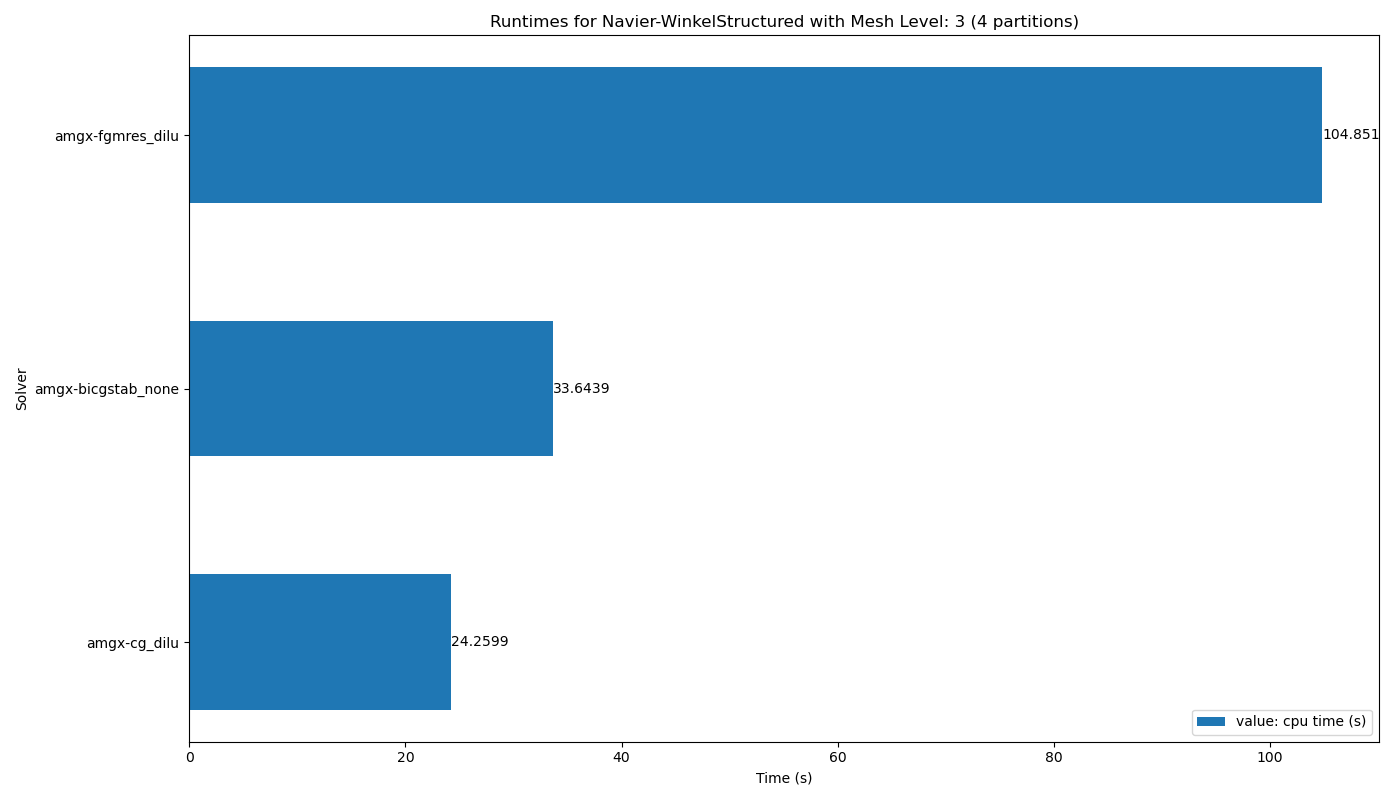 Runtimes for Navier-WinkelStructured with Mesh Level: 3 (4 partitions)
amgx-fgmres_dilu
104.851
Solver
amgx-bicgstab_none
33.6439
amgx-cg_dilu
24.2599
value: cpu time (s)
0 20 40 60 80 100
Time (s)